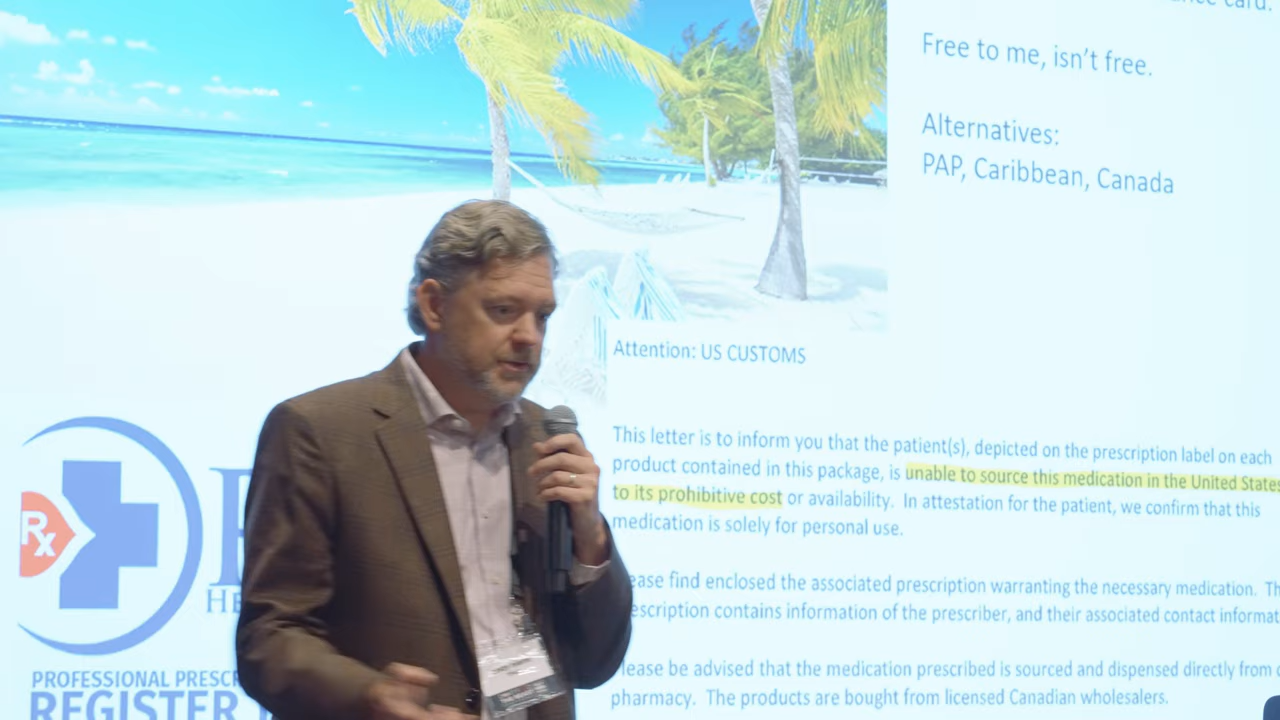 card.
Free to me, isn't free.
Alternatives:
PAP, Caribbean, Canada
Attention: US CUSTOMS
This letter is to inform you that the patient(s), depicted on the prescription label on each
product contained in this package, is unable to source this medication in the United States
to its prohibitive cost or availability. In attestation for the patient, we confirm that this
medication is solely for personal use.
ease find enclosed the associated prescription warranting the necessary medication. Th
escription contains information of the prescriber, and their associated contact informat
lease be advised that the medication prescribed is sourced and dispensed directly from
pharmacy. The products are bought from licensed Canadian wholesalers.
Rx
HE
PROFESSIONAL PRESCR
REGISTER